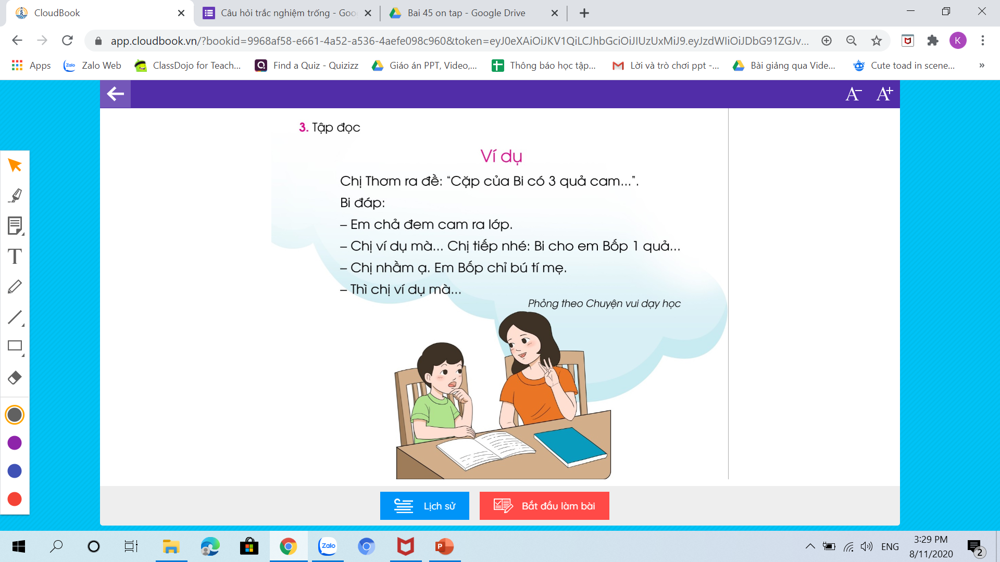 CloudBook
Câu hỏi trắc nghiệm trống - Goo
Bai 45 on tap - Google Drive
app.cloudbook.vn/?bookid=9968af58-e661-4a52-a536-4aefe098c960&token=eyJ0eXAiOiJKV1QiLCJhbGciOiJIUzUxMiJ9.eyJzdWIiOiJDbG91ZGJv...
K
Apps
Zalo Web
ClassDojo for Teach...
Find a Quiz - Quizizz
Giáo án PPT, Video,...
Thông báo học tập...
Lời và trò chơi ppt -...
Bài giảng qua Vide...
Cute toad in scene...
»
A⁻ A⁺
3. Tập đọc
Ví dụ
Chị Thơm ra đề: “Cặp của Bi có 3 quả cam...”.
Bi đáp:
– Em chả đem cam ra lớp.
– Chị ví dụ mà... Chị tiếp nhé: Bi cho em Bốp 1 quả...
– Chị nhầm ạ. Em Bốp chỉ bú tí mẹ.
– Thì chị ví dụ mà...
Phỏng theo Chuyện vui dạy học
T
Lịch sử
Bắt đầu làm bài
Zalo
P
ENG
3:29 PM
8/11/2020
2